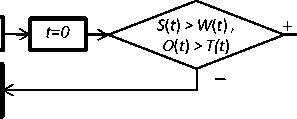 t=0
S(t) > W(t) ,
O(t) > T(t)
+
−